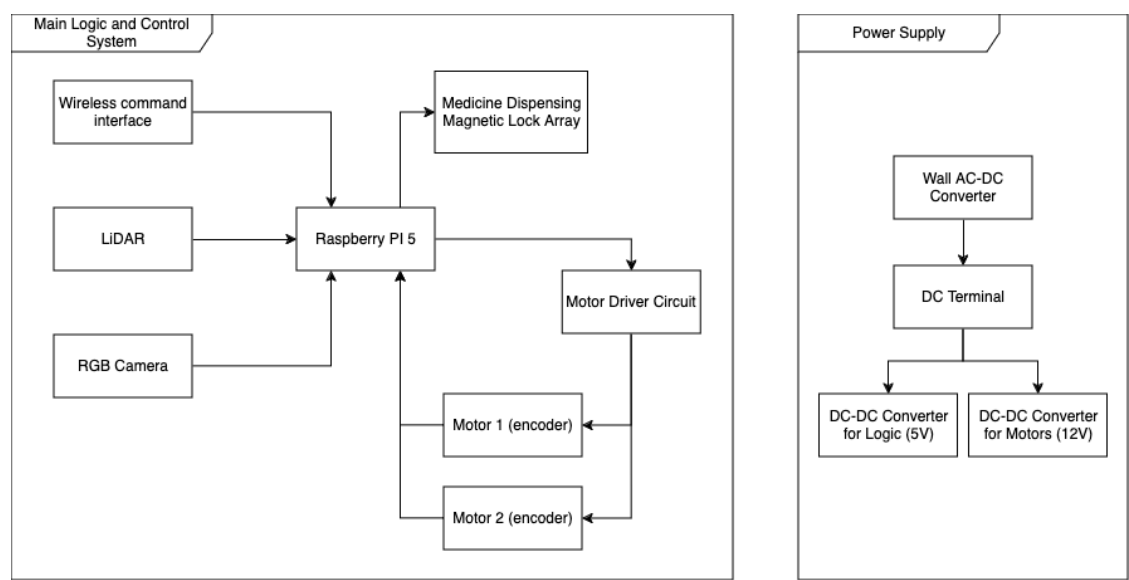 Main Logic and Control
System
Wireless command
interface
Medicine Dispensing
Magnetic Lock Array
LiDAR
Raspberry PI 5
Motor Driver Circuit
RGB Camera
Motor 1 (encoder)
Motor 2 (encoder)
Power Supply
Wall AC-DC
Converter
DC Terminal
DC-DC Converter
for Logic (5V)
DC-DC Converter
for Motors (12V)